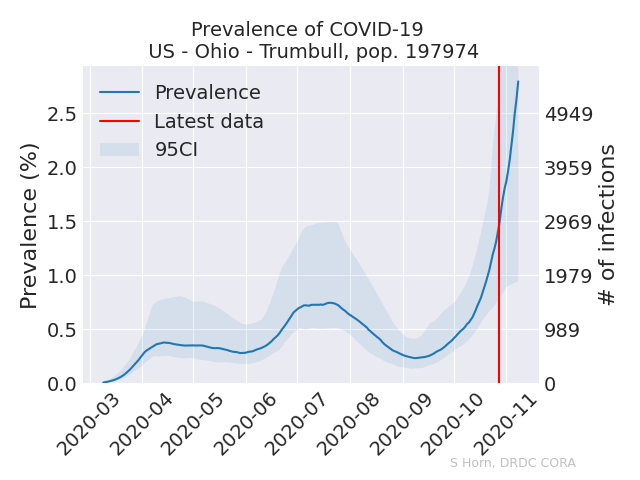 Prevalence of COVID-19
US - Ohio - Trumbull, pop. 197974
Prevalence
Latest data
95CI
Prevalence (%)
2.5
2.0
1.5
1.0
0.5
0.0
4949
3959
2969
1979
989
0
# of infections
2020-03
2020-04
2020-05
2020-06
2020-07
2020-08
2020-09
2020-10
2020-11
S Horn, DRDC CORA